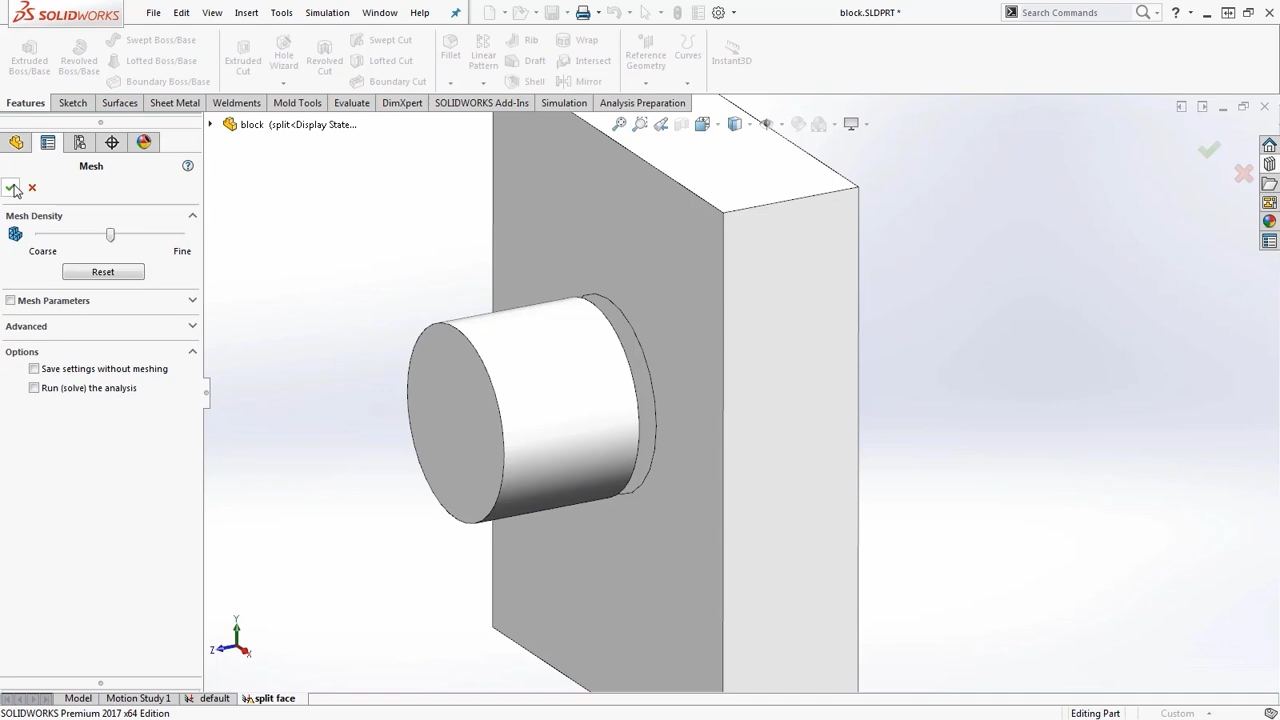 SOLIDWORKS File Edit View Insert Tools Simulation Window Help block.SLDPRT * Search Commands ?
Extruded Boss/Base
Revolved Boss/Base
Swept Boss/Base
Lofted Boss/Base
Boundary Boss/Base
Extruded Cut
Hole Wizard
Revolved Cut
Swept Cut
Lofted Cut
Boundary Cut
Fillet
Linear Pattern
Rib
Draft
Shell
Wrap
Intersect
Mirror
Reference Geometry
Curves
Instant3D
Features Sketch Surfaces Sheet Metal Weldments Mold Tools Evaluate DimXpert SOLIDWORKS Add-Ins Simulation Analysis Preparation
block (split<Display State...
Mesh
Mesh Density
Coarse Fine
Reset
Mesh Parameters
Advanced
Options
Save settings without meshing
Run (solve) the analysis
Y
Z
X
Model Motion Study 1 default split face
SOLIDWORKS Premium 2017 x64 Edition Editing Part Custom